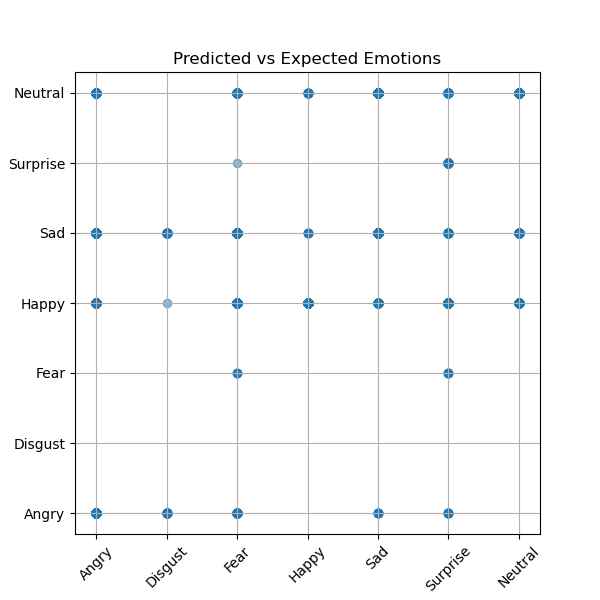 Predicted vs Expected Emotions
Neutral
Surprise
Sad
Happy
Fear
Disgust
Angry
Angry
Disgust
Fear
Happy
Sad
Surprise
Neutral